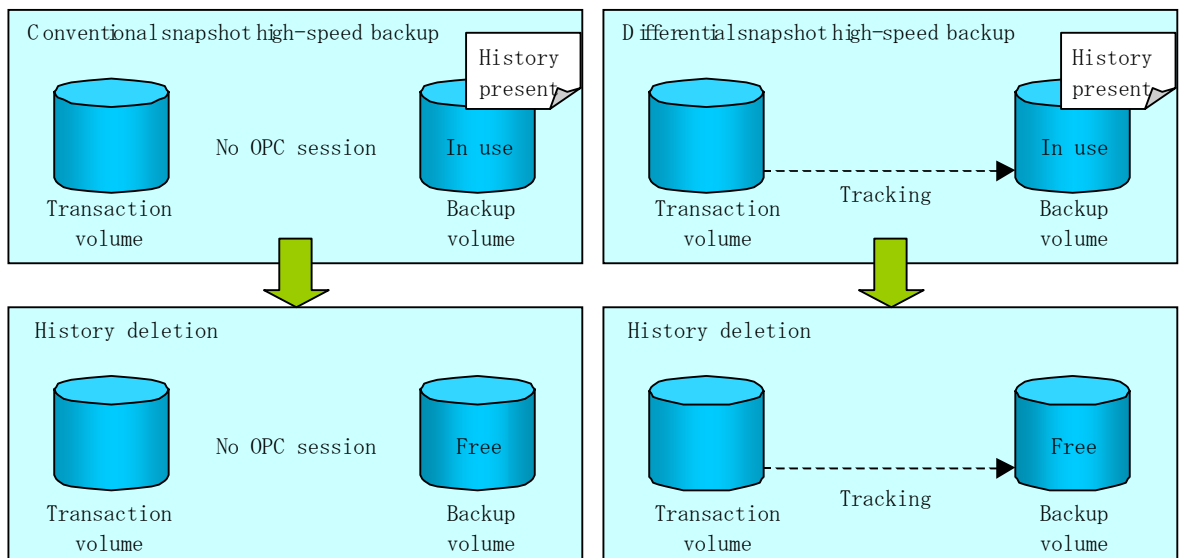 Conventional snapshot high-speed backup
History
present
No OPC session
In use
Transaction
volume
Backup
volume
Differential snapshot high-speed backup
History
present
In use
Tracking
Transaction
volume
Backup
volume
History deletion
No OPC session
Free
Transaction
volume
Backup
volume
History deletion
Free
Tracking
Transaction
volume
Backup
volume